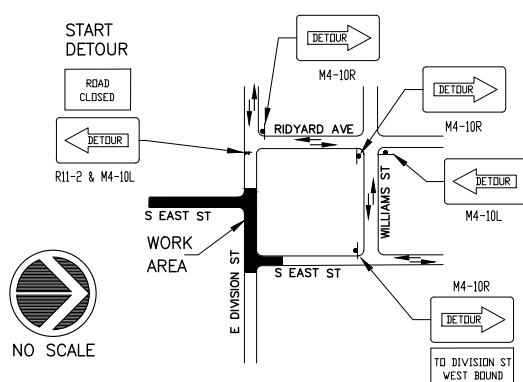 START
DETOUR
ROAD
CLOSED
DETOUR
R11-2 & M4-10L
DETOUR
M4-10R
DETOUR
M4-10R
RIDYARD AVE
DETOUR
M4-10L
WILLIAMS ST
S EAST ST
WORK
AREA
E DIVISION ST
S EAST ST
M4-10R
DETOUR
TO DIVISION ST
WEST BOUND
NO SCALE